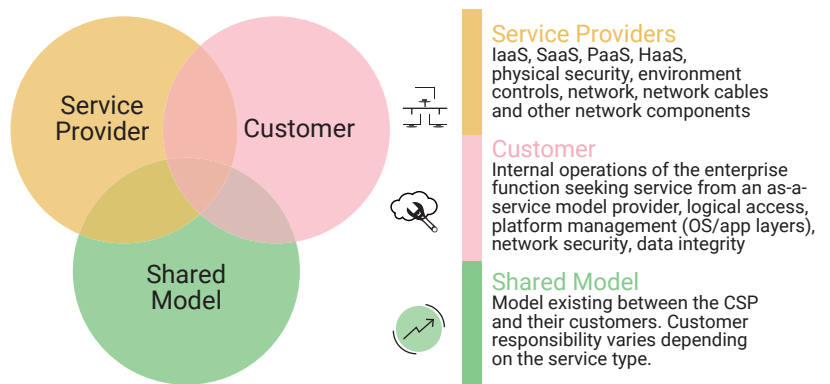 Service
Provider
Customer
Shared
Model
Service Providers
IaaS, SaaS, PaaS, HaaS,
physical security, environment
controls, network, network cables
and other network components
Customer
Internal operations of the enterprise
function seeking service from an as-a-
service model provider, logical access,
platform management (OS/app layers),
network security, data integrity
Shared Model
Model existing between the CSP
and their customers. Customer
responsibility varies depending
on the service type.